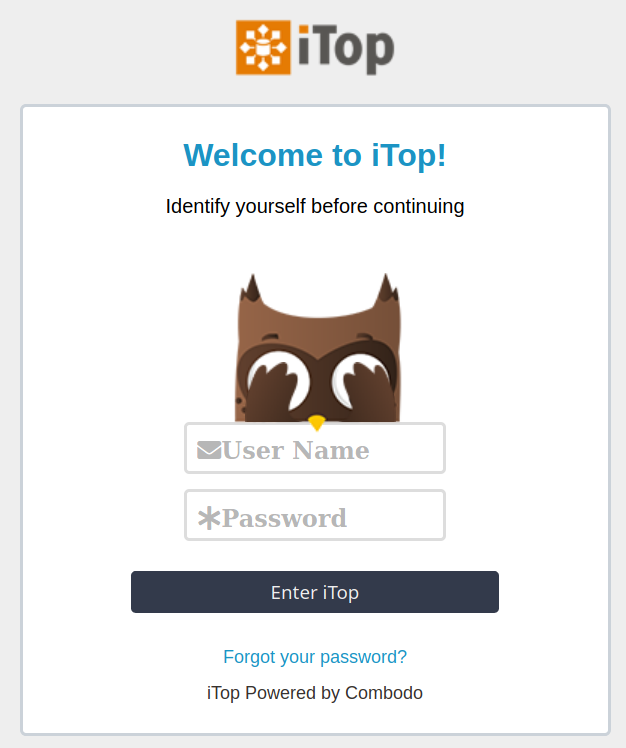 iTop
Welcome to iTop!
Identify yourself before continuing
User Name
Password
Enter iTop
Forgot your password?
iTop Powered by Combodo